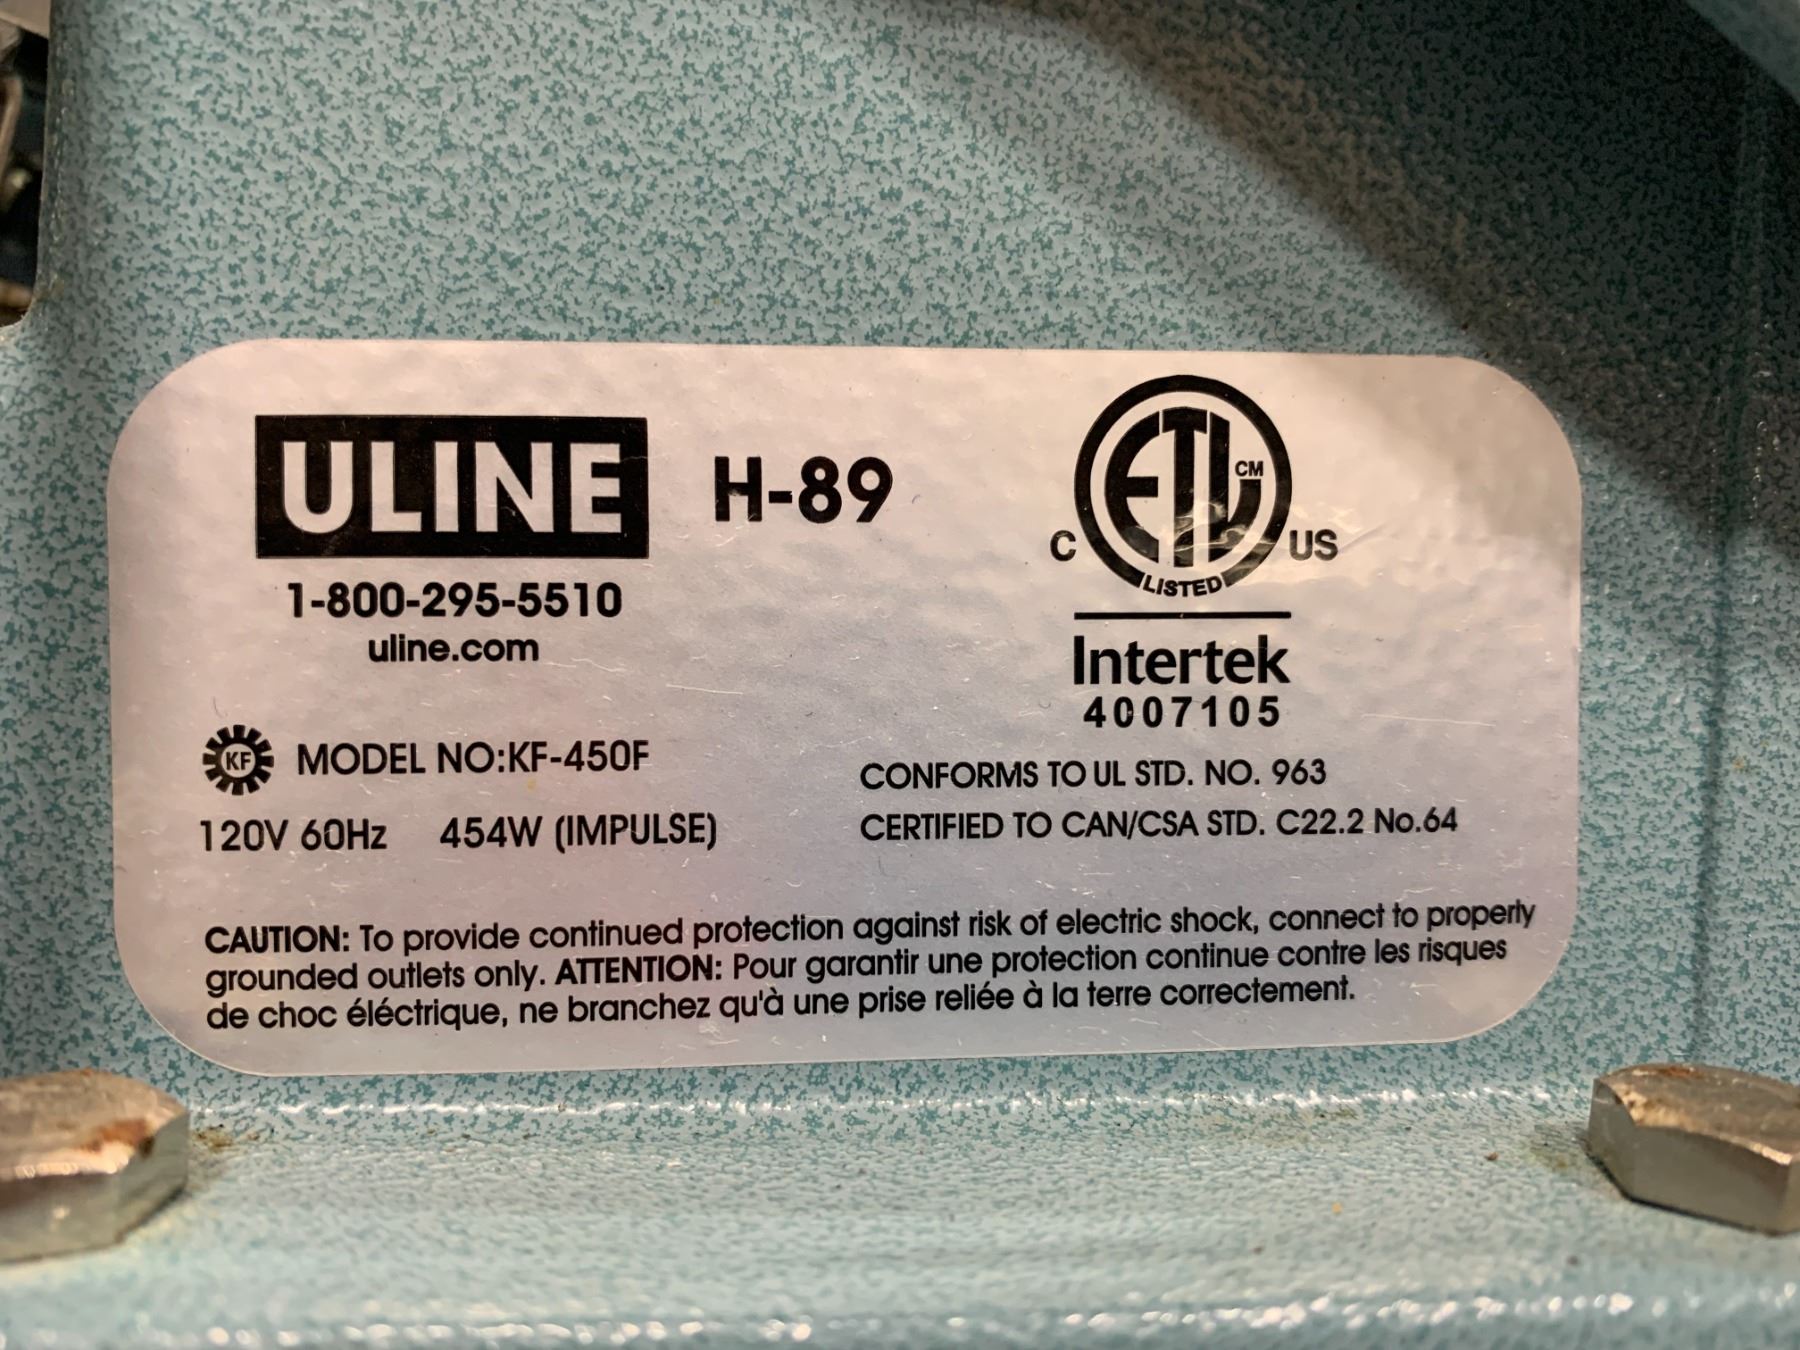 ULINE H-89
1-800-295-5510
uline.com
ETL CM
C US
LISTED
Intertek
4007105
KF MODEL NO:KF-450F
120V 60Hz 454W (IMPULSE)
CONFORMS TO UL STD. NO. 963
CERTIFIED TO CAN/CSA STD. C22.2 No.64
CAUTION: To provide continued protection against risk of electric shock, connect to properly
grounded outlets only. ATTENTION: Pour garantir une protection continue contre les risques
de choc éléctrique, ne branchez qu'à une prise reliée à la terre correctement.